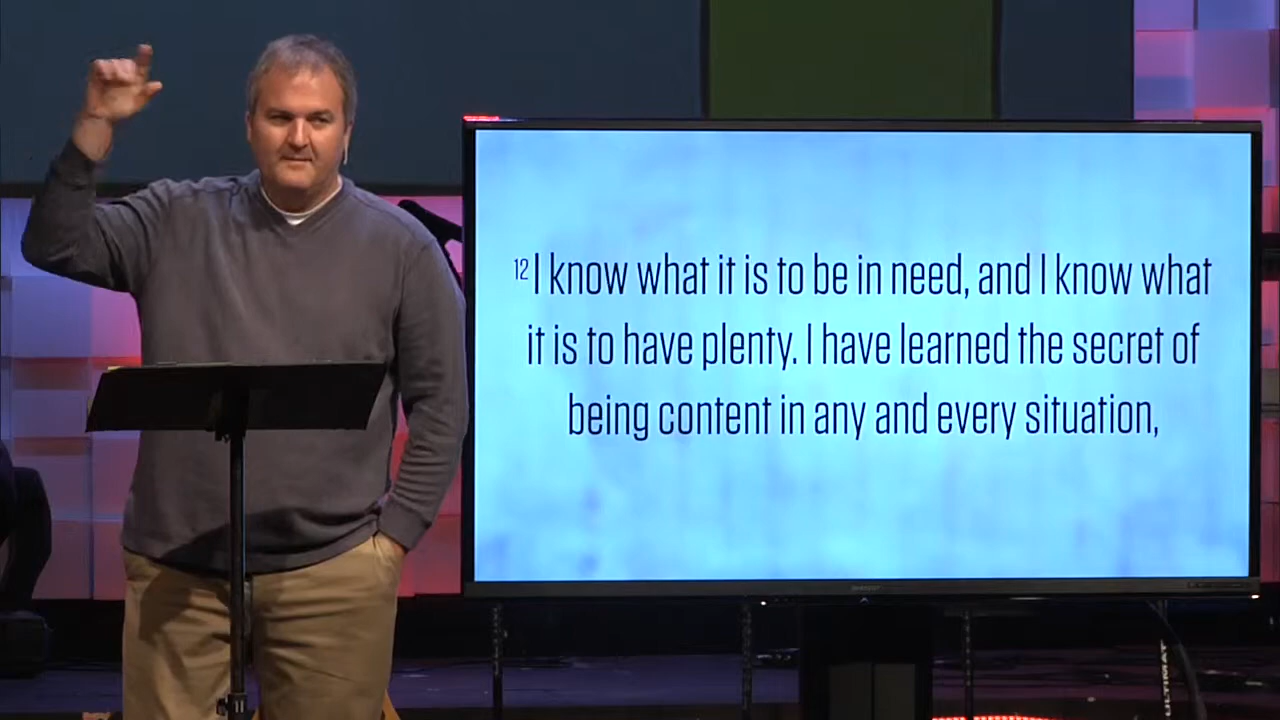 12 I know what it is to be in need, and I know what
it is to have plenty. I have learned the secret of
being content in any and every situation,
ULTIMAT